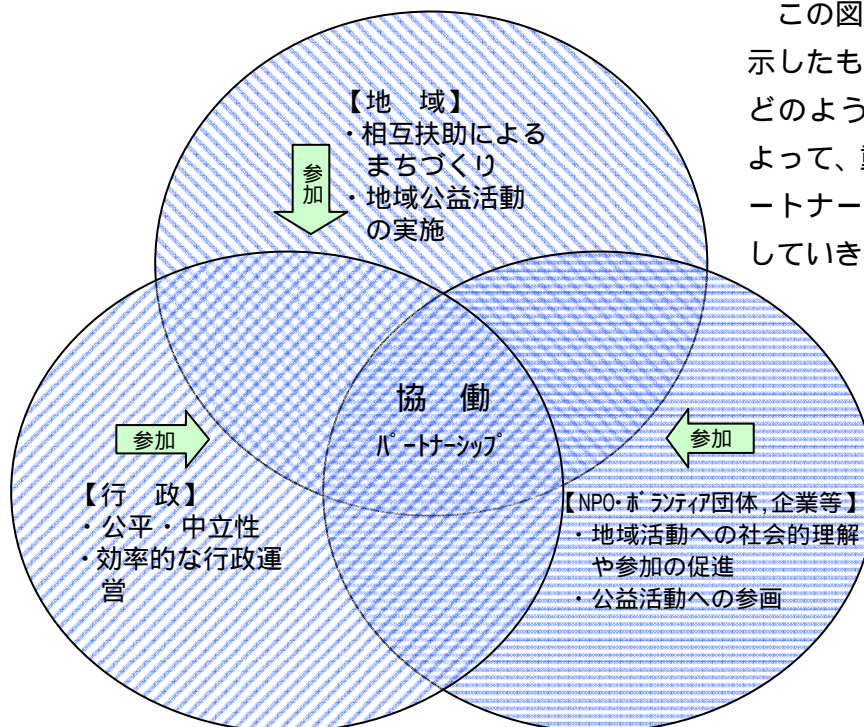 この図
示したも
どのよう
よって、
ートナー
していき
【地　域】
・相互扶助による
まちづくり
・地域公益活動
の実施
参加
協　働
パートナーシップ
参加
参加
【行　政】
・公平・中立性
・効率的な行政運
営
【NPO・ボランティア団体,企業等】
・地域活動への社会的理解
や参加の促進
・公益活動への参画